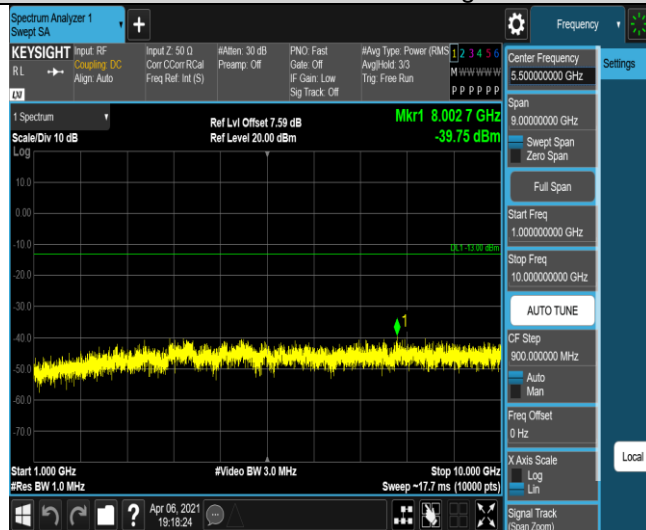 Spectrum Analyzer 1
Swept SA
Frequency
KEYSIGHT
Input: RF
Coupling: DC
Align: Auto
Input Z: 50 Ω
Corr CCorr RCal
Freq Ref: Int (S)
#Atten: 30 dB
Preamp: Off
PNO: Fast
Gate: Off
IF Gain: Low
Sig Track: Off
#Avg Type: Power (RMS
Avg|Hold: 3/3
Trig: Free Run
1 2 3 4 5 6
M W W W W W
P P P P P P
R L
LXI
Center Frequency
5.500000000 GHz
Settings
Span
9.00000000 GHz
Swept Span
Zero Span
Full Span
Start Freq
1.000000000 GHz
Stop Freq
10.000000000 GHz
AUTO TUNE
CF Step
900.000000 MHz
Auto
Man
Freq Offset
0 Hz
X Axis Scale
Log
Lin
Local
Signal Track
(Span Zoom)
1 Spectrum
Scale/Div 10 dB
Log
Ref Lvl Offset 7.59 dB
Ref Level 20.00 dBm
Mkr1 8.002 7 GHz
-39.75 dBm
10.0
0.00
-10.0
DL1 -13.00 dBm
-20.0
-30.0
1
-40.0
-50.0
-60.0
-70.0
Start 1.000 GHz
#Res BW 1.0 MHz
#Video BW 3.0 MHz
Stop 10.000 GHz
Sweep ~17.7 ms (10000 pts)
?
Apr 06, 2021
19:18:24